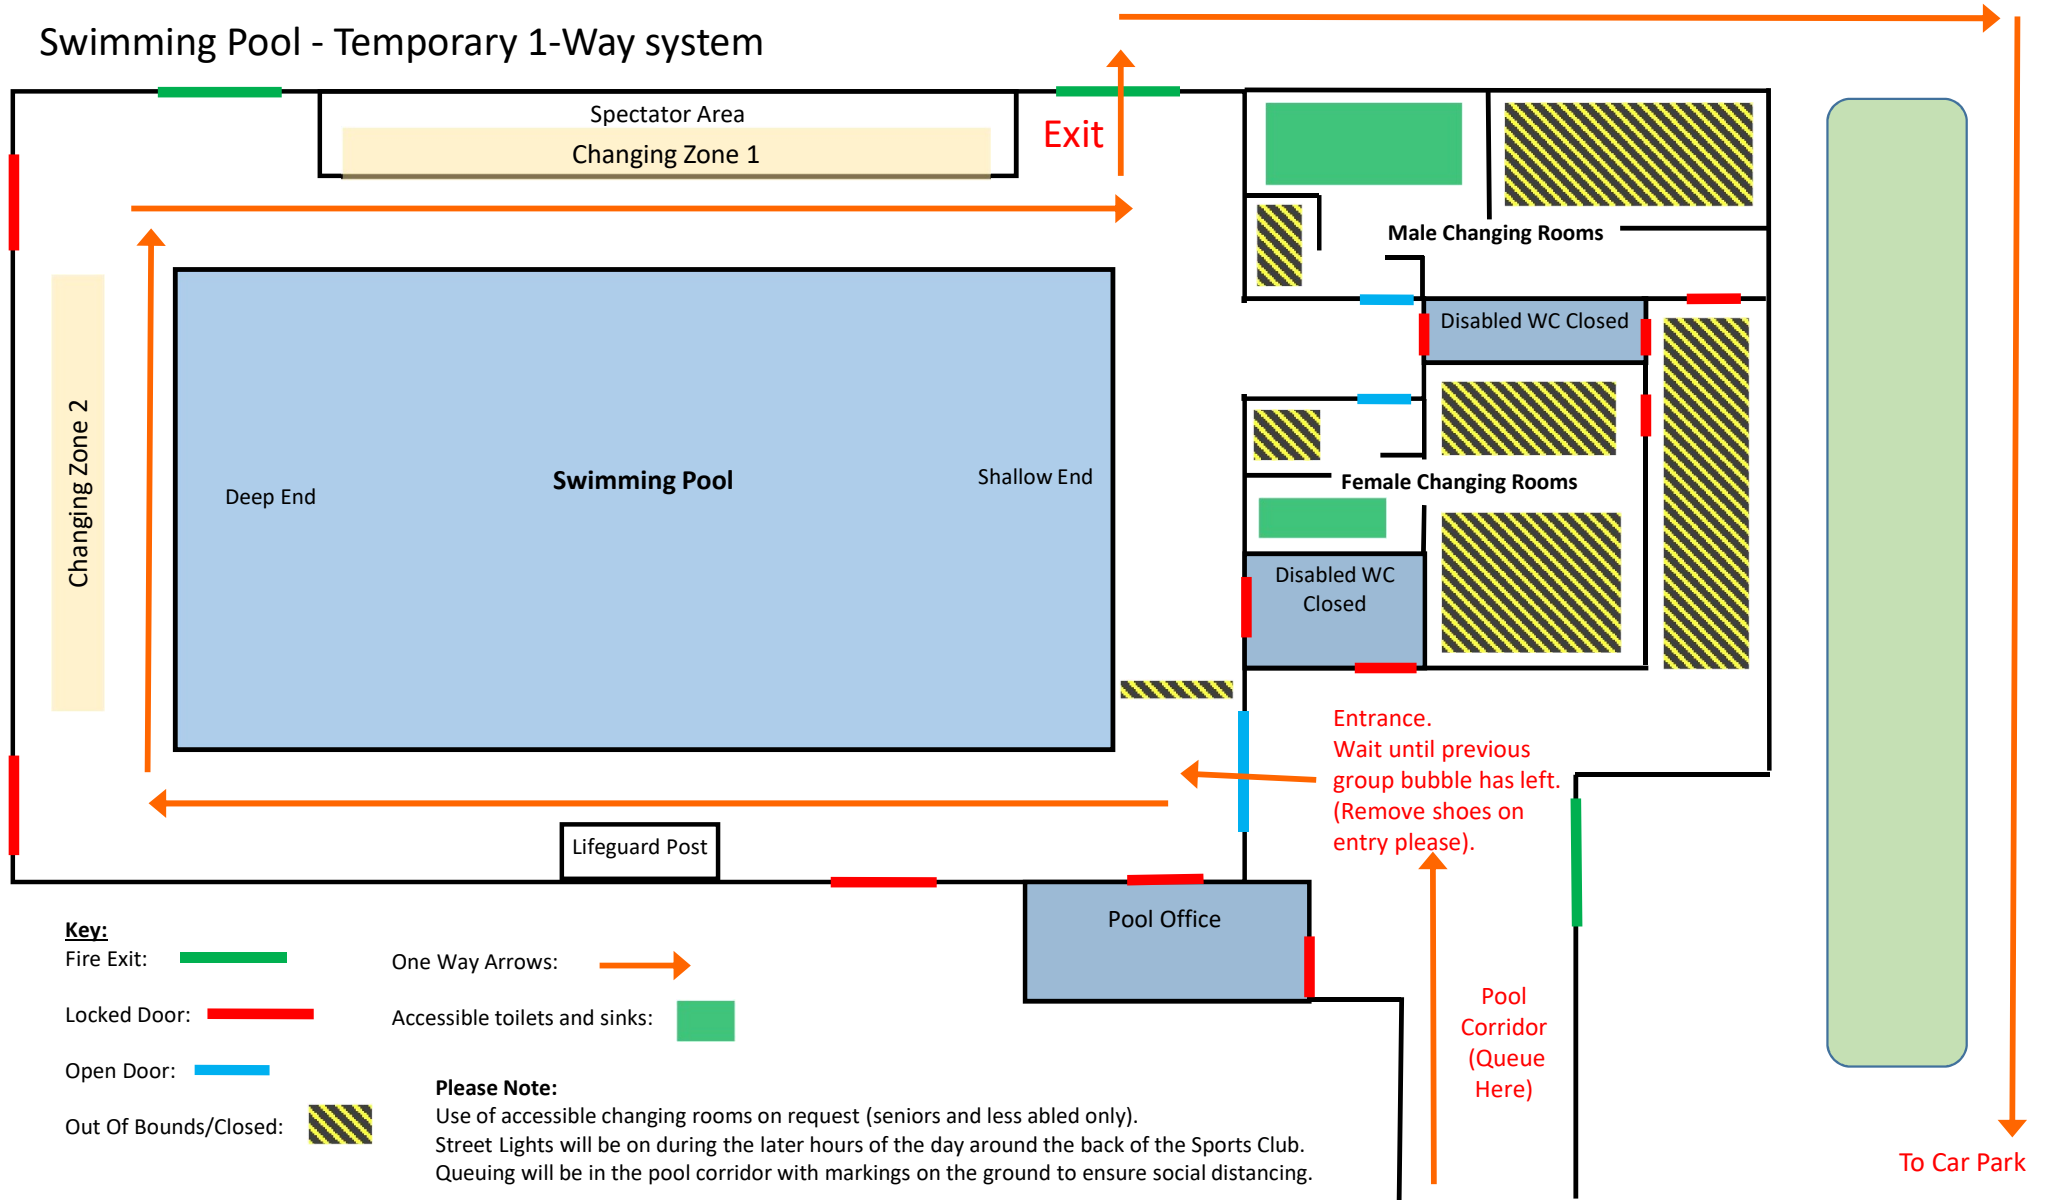 Swimming Pool - Temporary 1-Way system
Spectator Area
Changing Zone 1
Exit
Male Changing Rooms
Disabled WC Closed
Changing Zone 2
Deep End
Swimming Pool
Shallow End
Female Changing Rooms
Disabled WC
Closed
Entrance.
Wait until previous
group bubble has left.
(Remove shoes on
entry please).
Lifeguard Post
Pool Office
Pool
Corridor
(Queue
Here)
To Car Park
Key:
Fire Exit:
One Way Arrows:
Locked Door:
Accessible toilets and sinks:
Open Door:
Out Of Bounds/Closed:
Please Note:
Use of accessible changing rooms on request (seniors and less abled only).
Street Lights will be on during the later hours of the day around the back of the Sports Club.
Queuing will be in the pool corridor with markings on the ground to ensure social distancing.